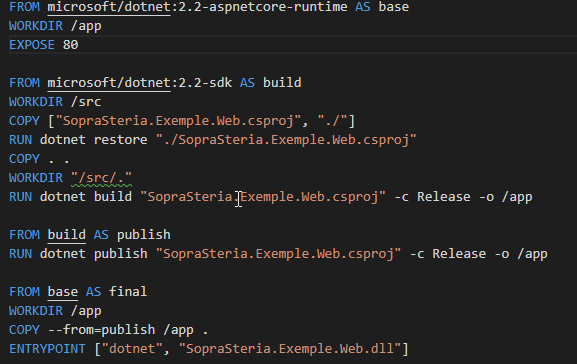 FROM microsoft/dotnet:2.2-aspnetcore-runtime AS base
WORKDIR /app
EXPOSE 80
FROM microsoft/dotnet:2.2-sdk AS build
WORKDIR /src
COPY ["SopraSteria.Exemple.Web.csproj", "./"]
RUN dotnet restore "./SopraSteria.Exemple.Web.csproj"
COPY . .
WORKDIR "/src/."
RUN dotnet build "SopraSteria.Exemple.Web.csproj" -c Release -o /app
FROM build AS publish
RUN dotnet publish "SopraSteria.Exemple.Web.csproj" -c Release -o /app
FROM base AS final
WORKDIR /app
COPY --from=publish /app .
ENTRYPOINT ["dotnet", "SopraSteria.Exemple.Web.dll"]